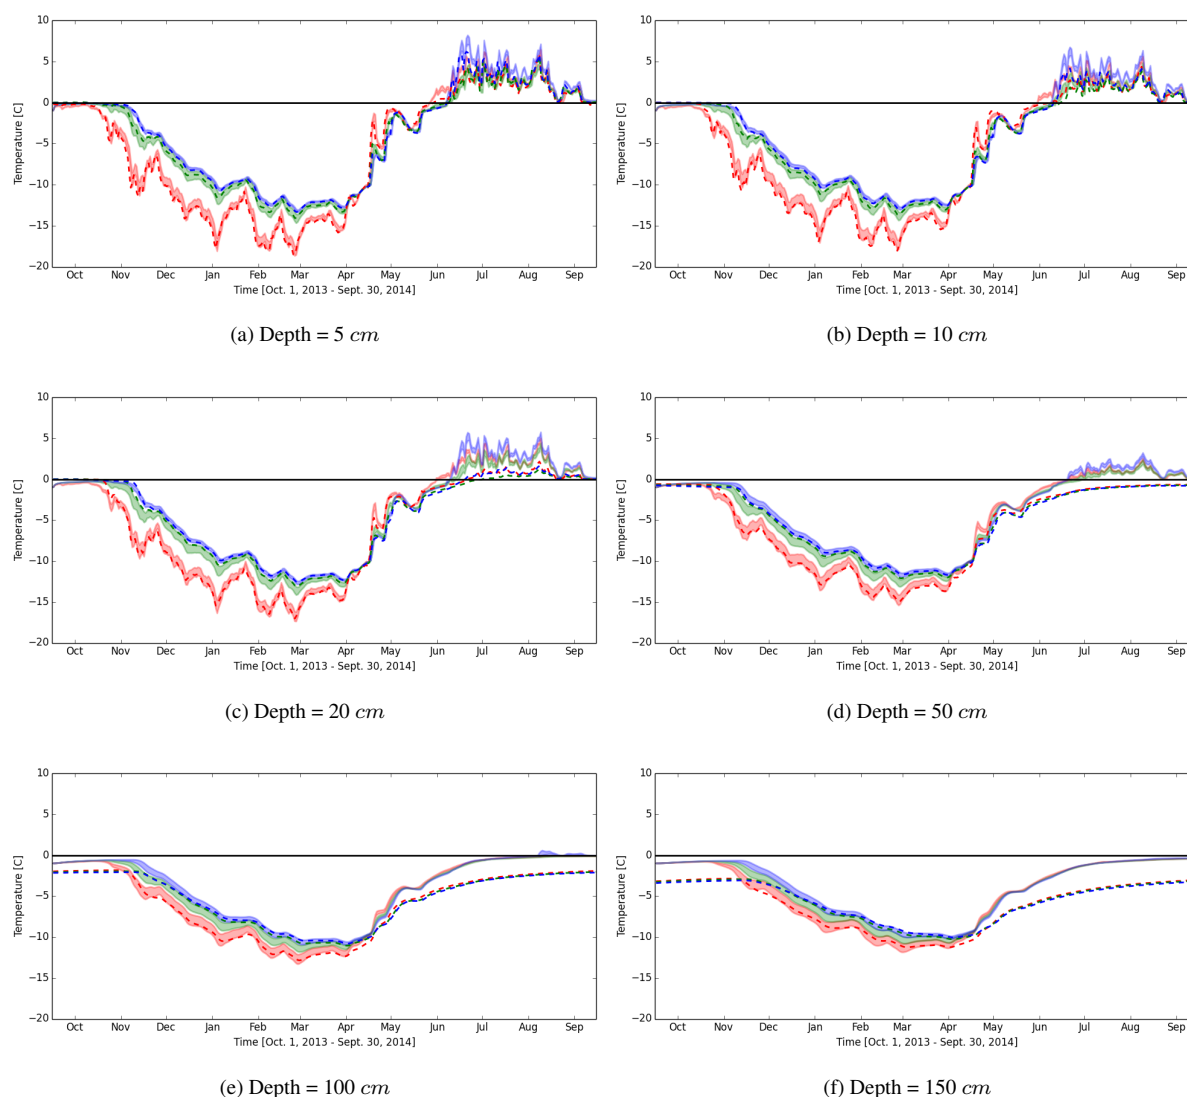 10
5
0
−5
−10
−15
−20
Temperature [C]
Oct Nov Dec Jan Feb Mar Apr May Jun Jul Aug Sep
Time [Oct. 1, 2013 - Sept. 30, 2014]
(a) Depth = 5 cm
10
5
0
−5
−10
−15
−20
Temperature [C]
Oct Nov Dec Jan Feb Mar Apr May Jun Jul Aug Sep
Time [Oct. 1, 2013 - Sept. 30, 2014]
(b) Depth = 10 cm
10
5
0
−5
−10
−15
−20
Temperature [C]
Oct Nov Dec Jan Feb Mar Apr May Jun Jul Aug Sep
Time [Oct. 1, 2013 - Sept. 30, 2014]
(c) Depth = 20 cm
10
5
0
−5
−10
−15
−20
Temperature [C]
Oct Nov Dec Jan Feb Mar Apr May Jun Jul Aug Sep
Time [Oct. 1, 2013 - Sept. 30, 2014]
(d) Depth = 50 cm
10
5
0
−5
−10
−15
−20
Temperature [C]
Oct Nov Dec Jan Feb Mar Apr May Jun Jul Aug Sep
Time [Oct. 1, 2013 - Sept. 30, 2014]
(e) Depth = 100 cm
10
5
0
−5
−10
−15
−20
Temperature [C]
Oct Nov Dec Jan Feb Mar Apr May Jun Jul Aug Sep
Time [Oct. 1, 2013 - Sept. 30, 2014]
(f) Depth = 150 cm